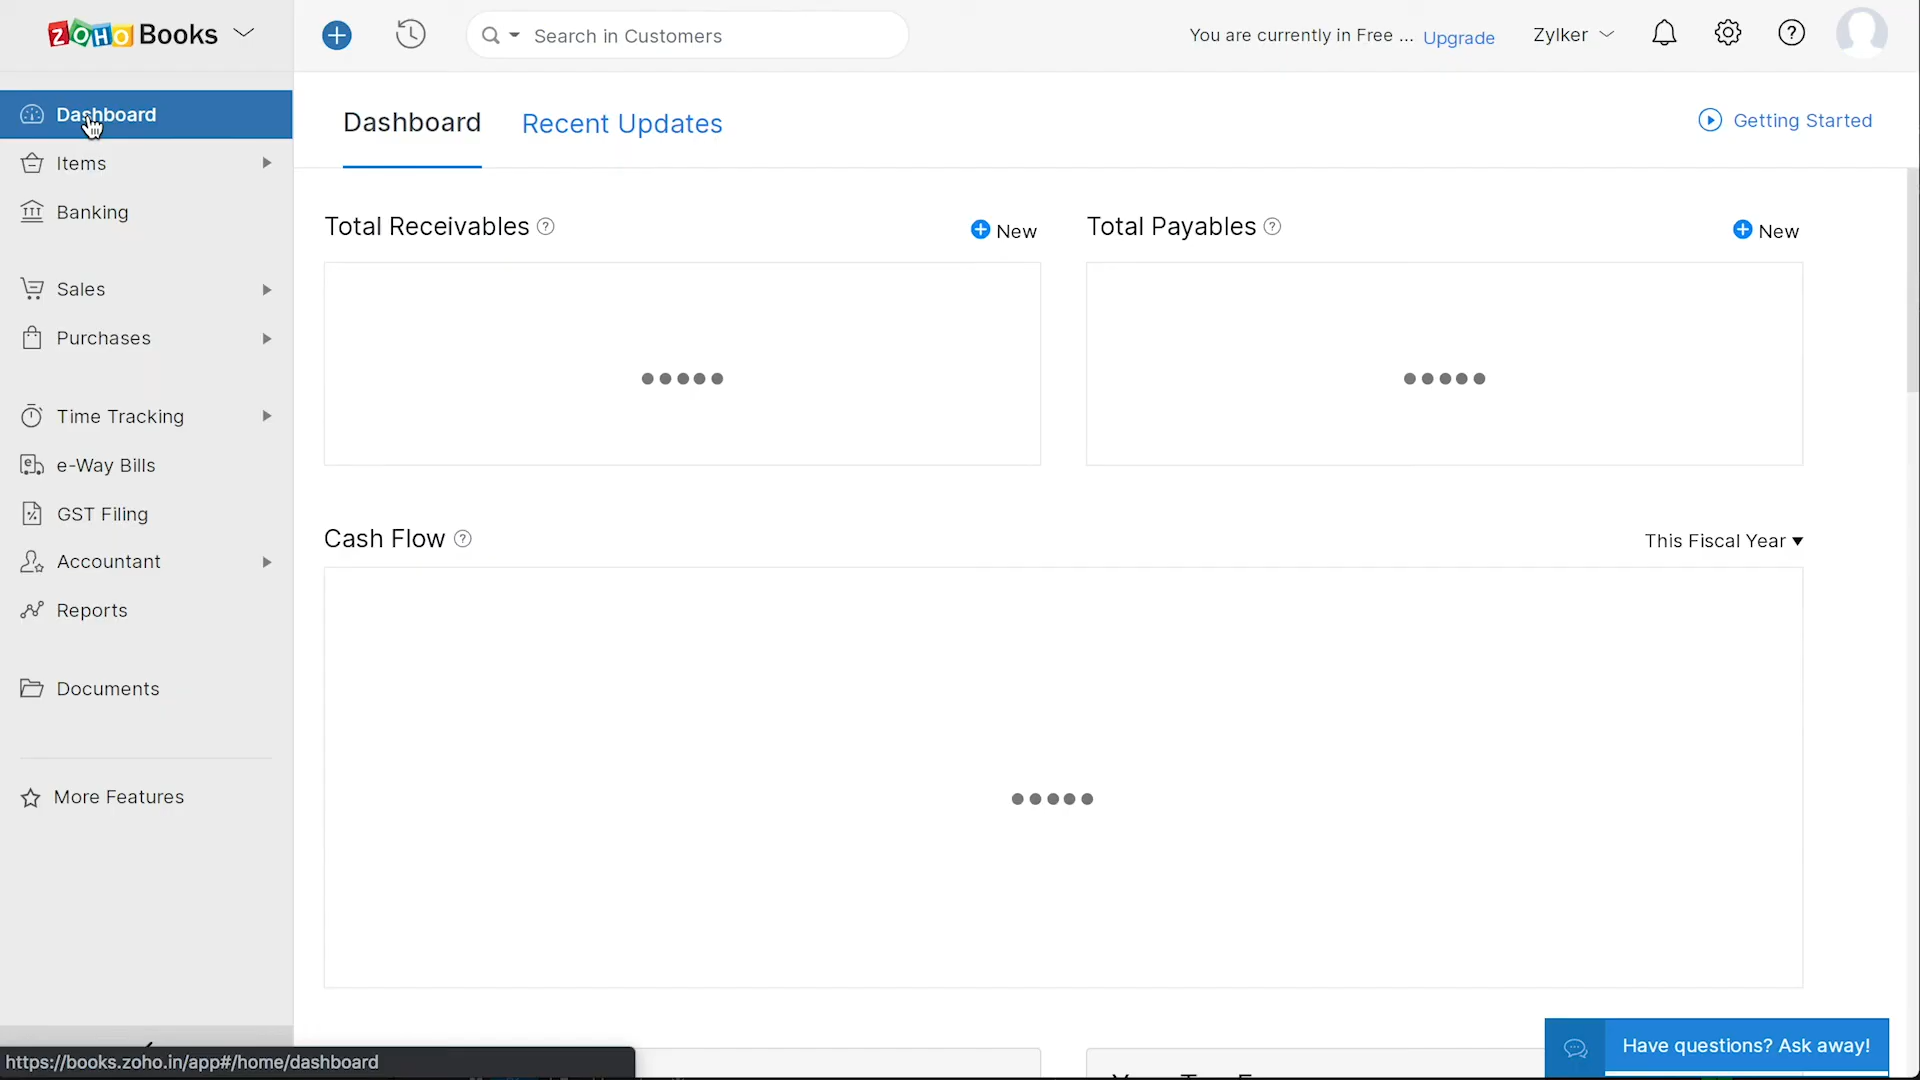 ZOHO Books
Search in Customers
You are currently in Free ... Upgrade
Zylker
Dashboard
Items
Banking
Sales
Purchases
Time Tracking
e-Way Bills
GST Filing
Accountant
Reports
Documents
More Features
Dashboard
Recent Updates
Getting Started
Total Receivables
New
Total Payables
New
Cash Flow
This Fiscal Year
Have questions? Ask away!
https://books.zoho.in/app#/home/dashboard